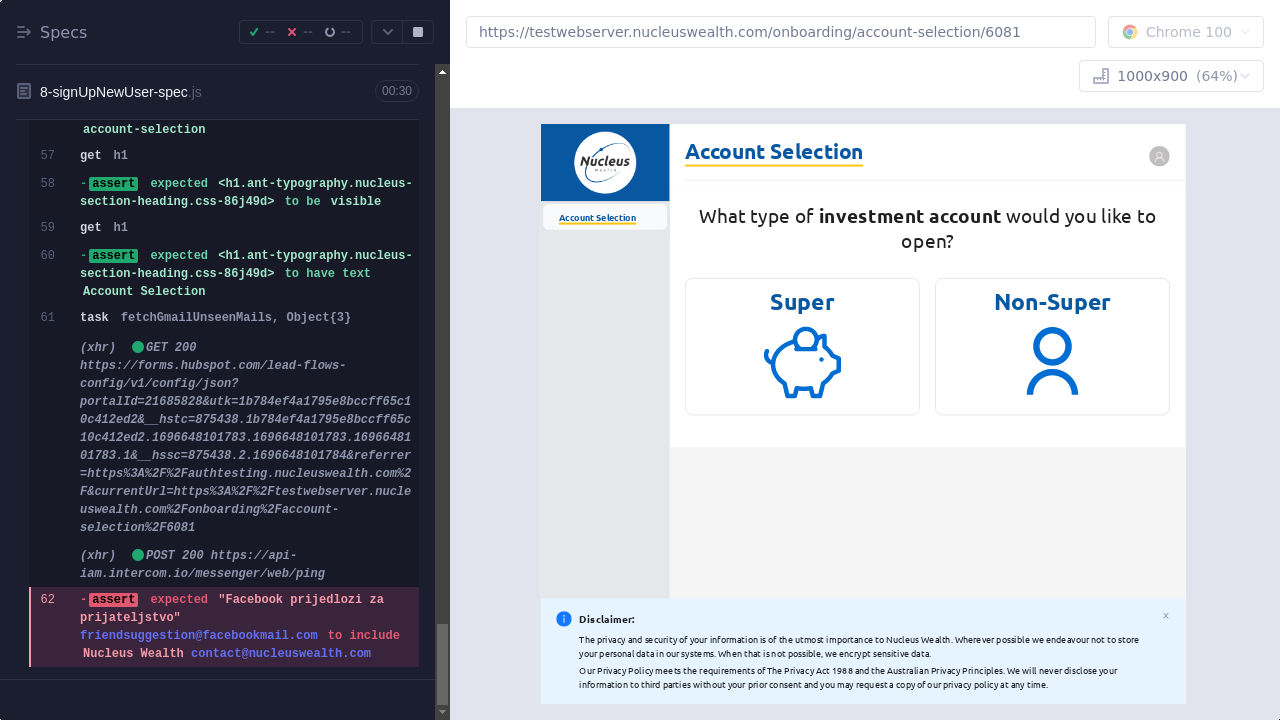 Specs
--
--
--
https://testwebserver.nucleuswealth.com/onboarding/account-selection/6081
Chrome 100
1000x900 (64%)
8-signUpNewUser-spec.js
00:30
account-selection
57 get h1
58 -assert expected <h1.ant-typography.nucleus-
section-heading.css-86j49d> to be visible
59 get h1
60 -assert expected <h1.ant-typography.nucleus-
section-heading.css-86j49d> to have text
Account Selection
61 task fetchGmailUnseenMails, Object{3}
(xhr) GET 200
https://forms.hubspot.com/lead-flows-
config/v1/config/json?
portalId=21685828&utk=1b784ef4a1795e8bccff65c1
0c412ed2&__hstc=875438.1b784ef4a1795e8bccff65c
10c412ed2.1696648101783.1696648101783.16966481
01783.1&__hssc=875438.2.1696648101784&referrer
=https%3A%2F%2Fauthtesting.nucleuswealth.com%2
F&currentUrl=https%3A%2F%2Ftestwebserver.nucle
uswealth.com%2Fonboarding%2Faccount-
selection%2F6081
(xhr) POST 200 https://api-
iam.intercom.io/messenger/web/ping
62 -assert expected "Facebook prijedlozi za
prijateljstvo"
friendsuggestion@facebookmail.com to include
Nucleus Wealth contact@nucleuswealth.com
Nucleus
Wealth
Account Selection
Account Selection
What type of investment account would you like to
open?
Super
Non-Super
Disclaimer:
The privacy and security of your information is of the utmost importance to Nucleus Wealth. Wherever possible we endeavour not to store
your personal data in our systems. When that is not possible, we encrypt sensitive data.
Our Privacy Policy meets the requirements of The Privacy Act 1988 and the Australian Privacy Principles. We will never disclose your
information to third parties without your prior consent and you may request a copy of our privacy policy at any time.